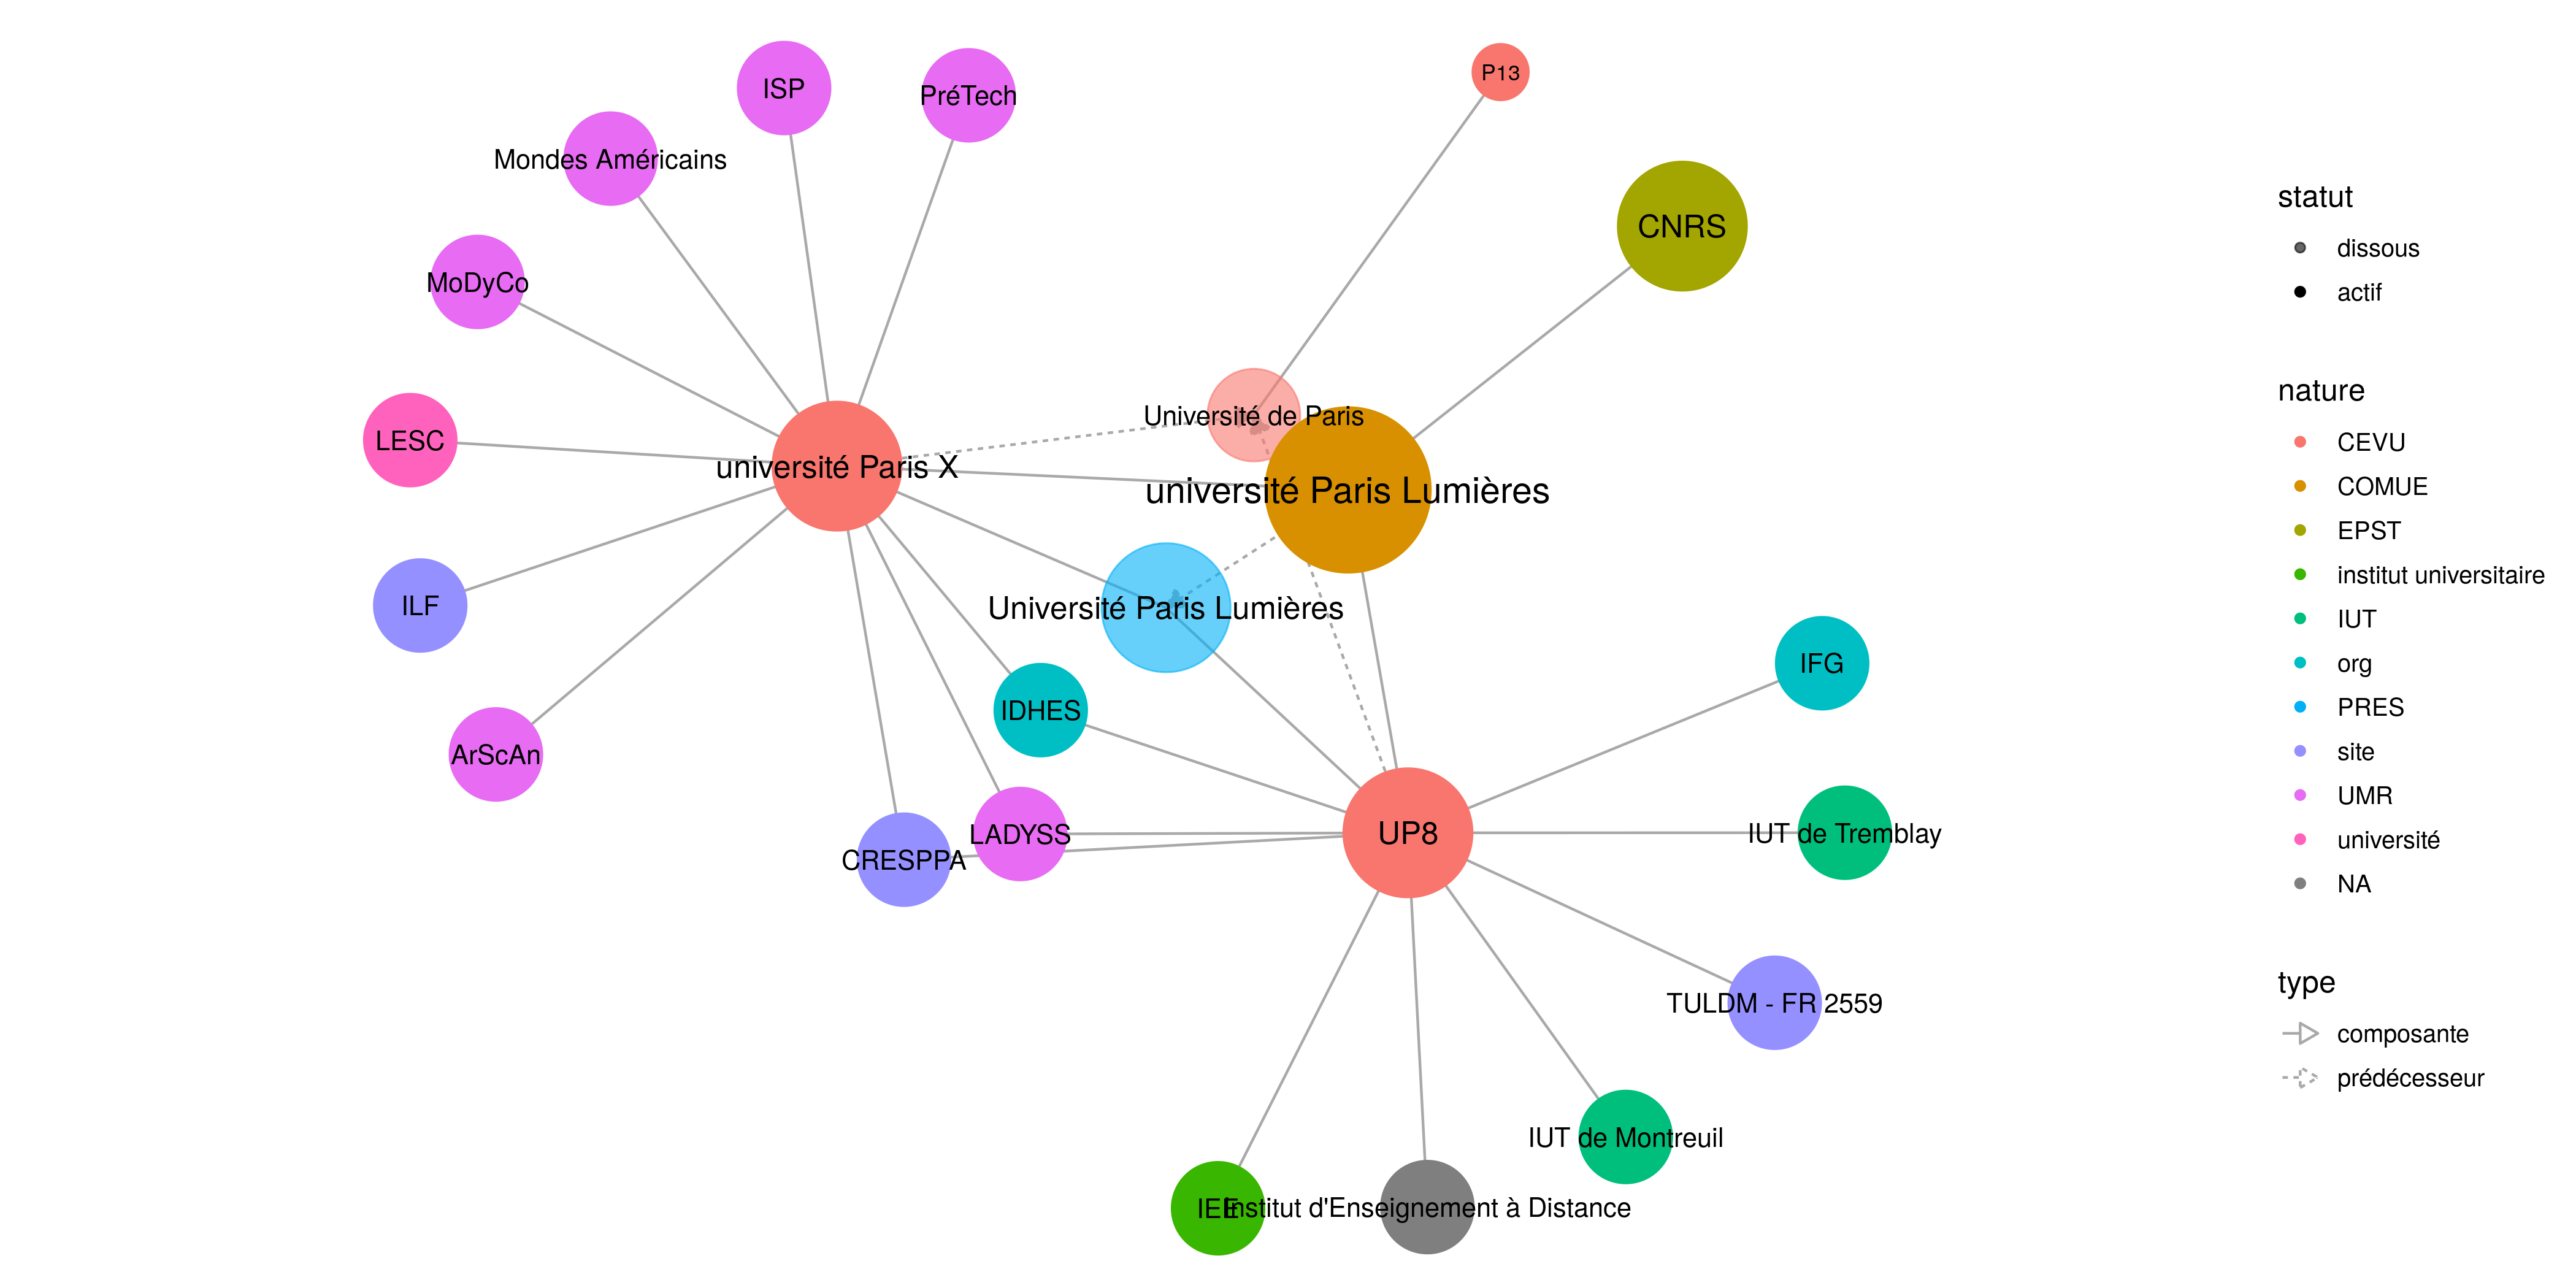 P13
ISP
PréTech
Mondes Américains
CNRS
MoDyCo
Université de Paris
LESC
université Paris X
université Paris Lumières
ILF
Université Paris Lumières
IFG
IDHES
ArScAn
LADYSS
UP8
IUT de Tremblay
CRESPPA
TULDM - FR 2559
IUT de Montreuil
IEE
Institut d'Enseignement à Distance
statut
dissous
actif
nature
CEVU
COMUE
EPST
institut universitaire
IUT
org
PRES
site
UMR
université
NA
type
composante
prédécesseur